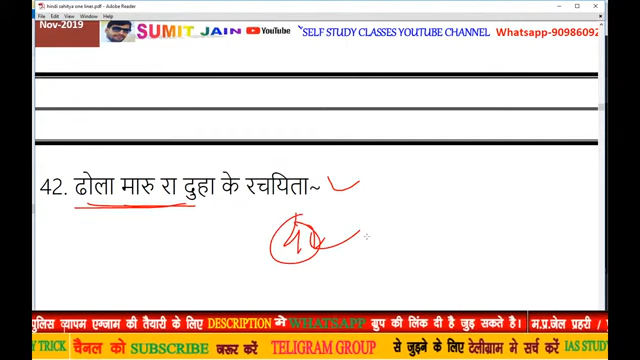 hindi sahitya one liners.pdf - Adobe Reader
File Edit View Window Help
Nov-2019
SUMIT JAIN YouTube SELF STUDY CLASSES YOUTUBE CHANNEL Whatsapp-90986092
42. ढोला मारु रा दुहा के रचयिता~
पुलिस व्यापम एग्जाम की तैयारी के लिए DESCRIPTION मे WHATSAPP ग्रुप की लिंक दी है जुड़ सकते है। म.प्र.जेल प्रहरी /
Y TRICK चैनल को SUBSCRIBE जरूर करें TELIGRAM GROUP से जुड़ने के लिए टेलीग्राम में सर्च करें IAS STUDY